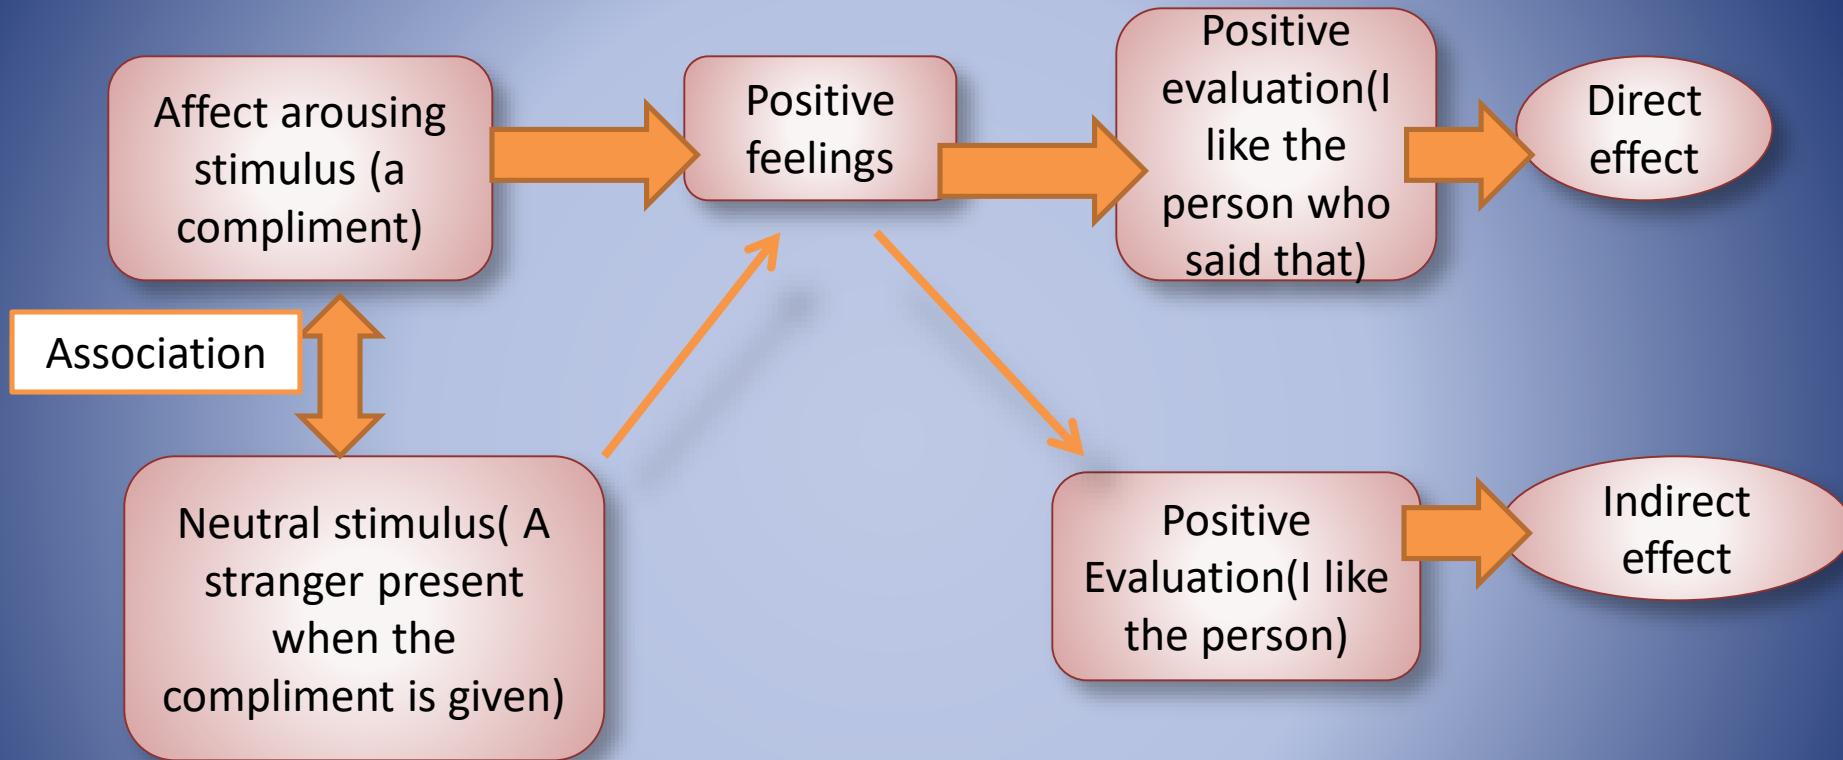 Affect arousing
stimulus (a
compliment)
Positive
feelings
Positive
evaluation(I
like the
person who
said that)
Direct
effect
Association
Neutral stimulus( A
stranger present
when the
compliment is given)
Positive
Evaluation(I like
the person)
Indirect
effect